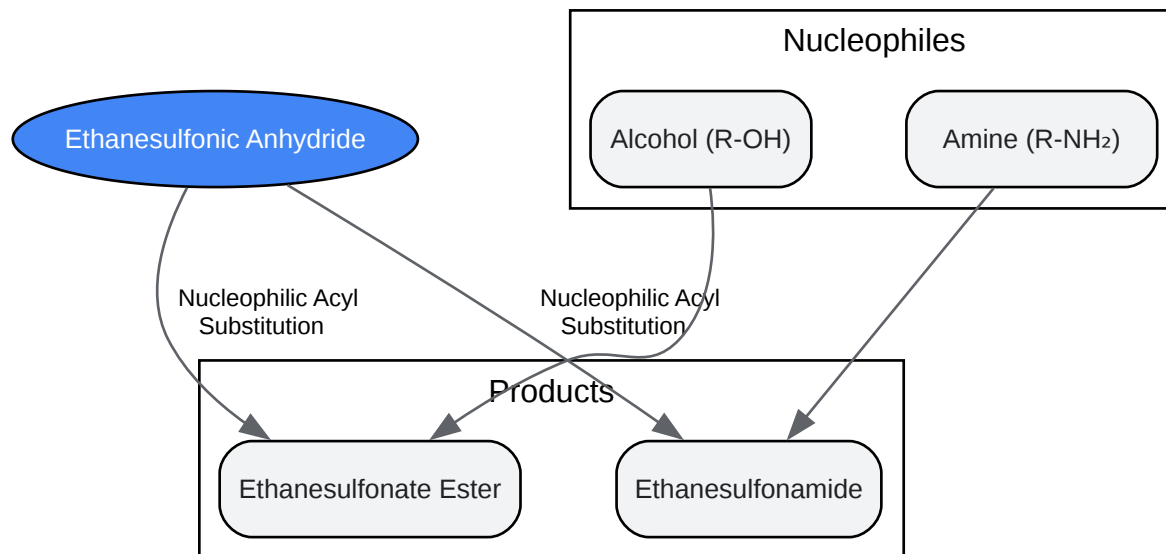 Nucleophiles
Ethanesulfonic Anhydride
Alcohol (R-OH)
Amine (R-NH₂)
Nucleophilic Acyl
Substitution
Nucleophilic Acyl
Substitution
Products
Ethanesulfonate Ester
Ethanesulfonamide